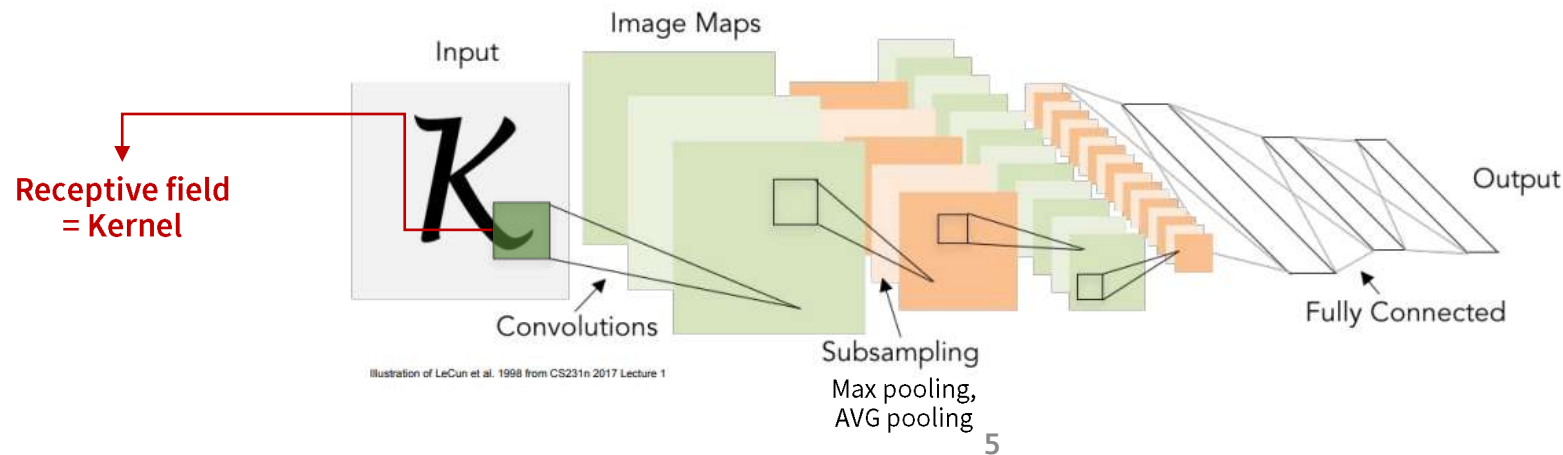 Image Maps
Input
Receptive field
= Kernel
K
Output
Convolutions
Fully Connected
Subsampling
Max pooling,
AVG pooling
Illustration of LeCun et al. 1998 from CS231n 2017 Lecture 1
5